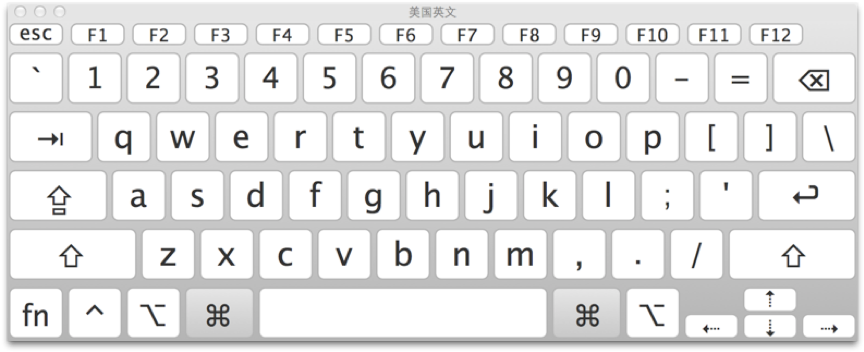 美国英文
esc F1 F2 F3 F4 F5 F6 F7 F8 F9 F10 F11 F12
` 1 2 3 4 5 6 7 8 9 0 - = ⌫
⇥ q w e r t y u i o p [ ] \
⇪ a s d f g h j k l ; ' ↩
⇧ z x c v b n m , . / ⇧
fn ^ ⌥ ⌘ ⌘ ⌥ ⇠ ⇡ ⇣ ⇢